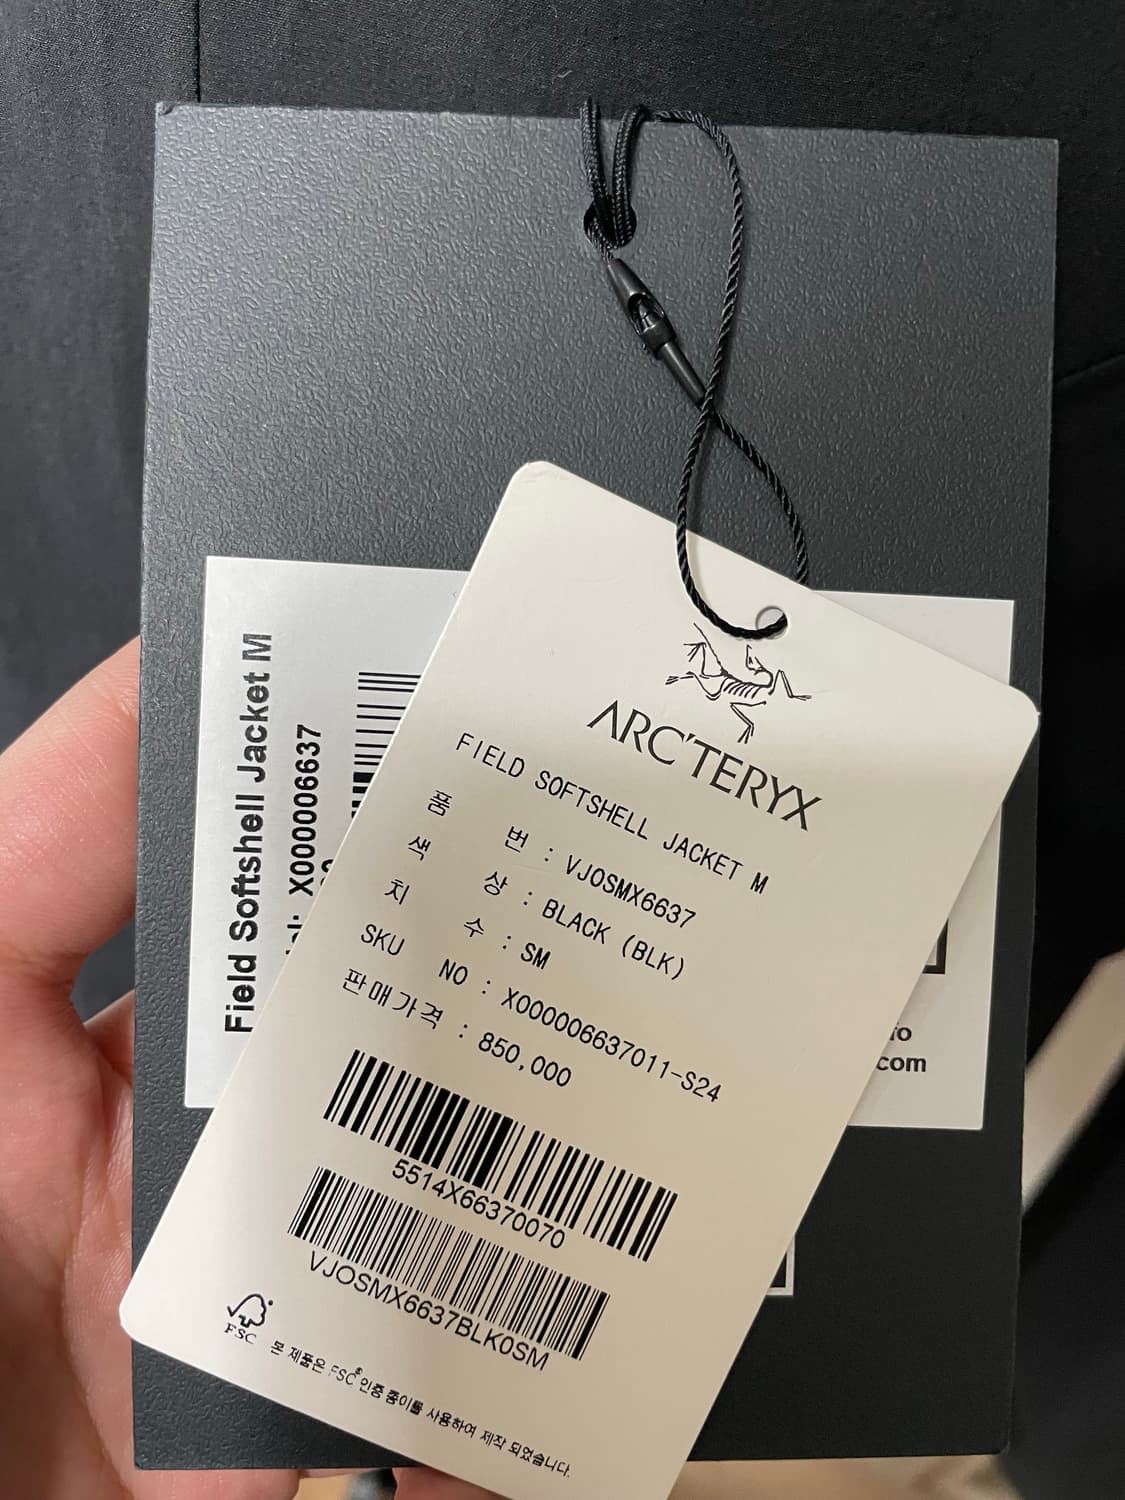 ARC'TERYX
FIELD SOFTSHELL JACKET M
품 번 : VJOSMX6637
색 상 : BLACK (BLK)
치 수 : SM
SKU NO : X000006637011-S24
판매가격 : 850,000
5514X66370070
VJOSMX6637BLK0SM
FSC
본 제품은 FSC® 인증 종이를 사용하여 제작 되었습니다.
Field Softshell Jacket M
X000006637
com